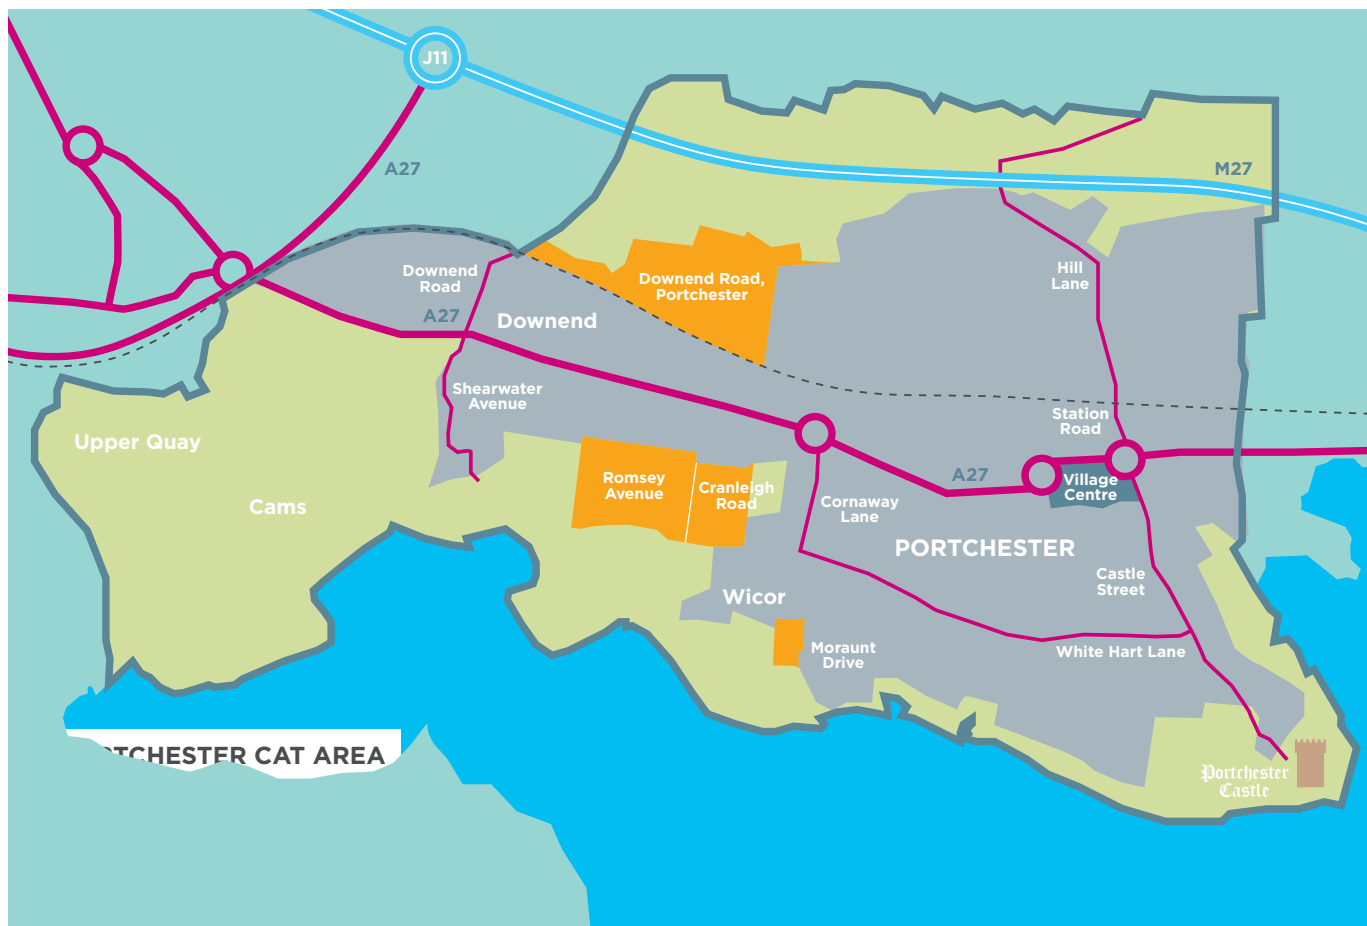 J11
A27
M27
Downend
Road
Downend Road,
Portchester
Hill
Lane
A27
Downend
Shearwater
Avenue
Station
Road
Upper Quay
Romsey
Avenue
Cranleigh
Road
A27
Village
Centre
Cams
Cornaway
Lane
PORTCHESTER
Castle
Street
Wicor
Moraunt
Drive
White Hart Lane
TCHESTER CAT AREA
Portchester
Castle